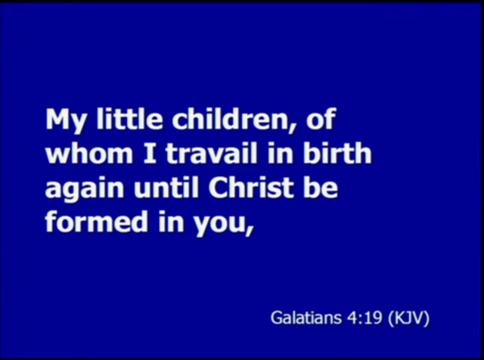 My little children, of
whom I travail in birth
again until Christ be
formed in you,
Galatians 4:19 (KJV)